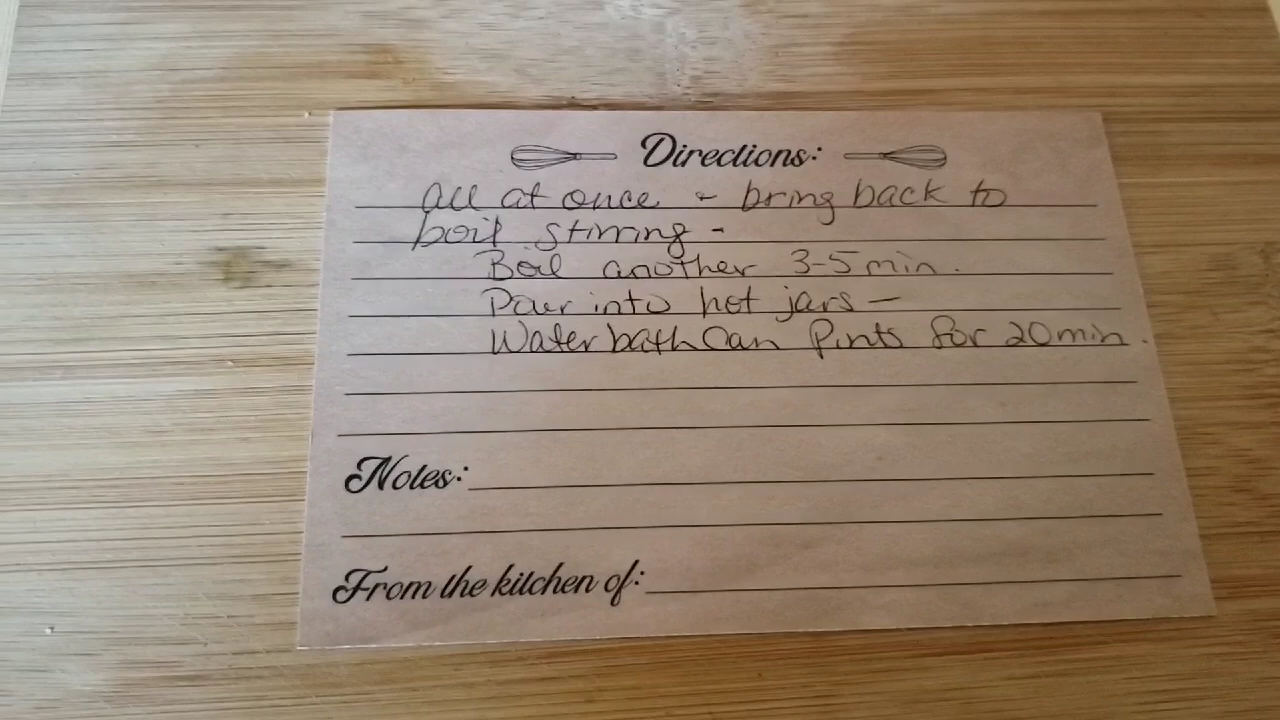 Directions:
all at once & bring back to
boil stirring -
Boil another 3-5 min.
Pour into hot jars —
Waterbath Can Pints for 20 min.
Notes:
From the kitchen of: